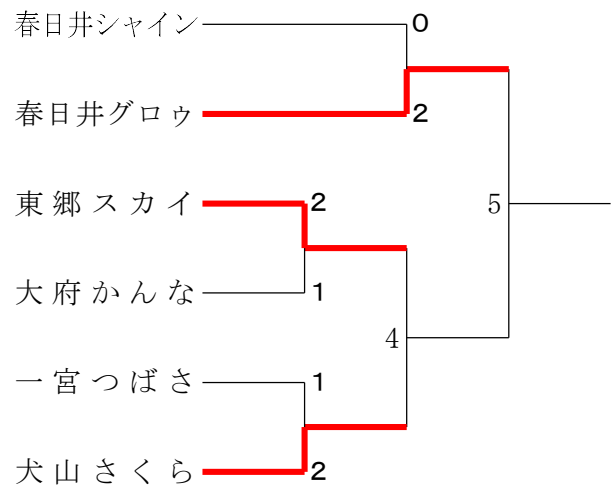 春日井シャイン 0
春日井グロゥ 2
東郷スカイ 2
5
大府かんな 1
4
一宮つばさ 1
犬山さくら 2